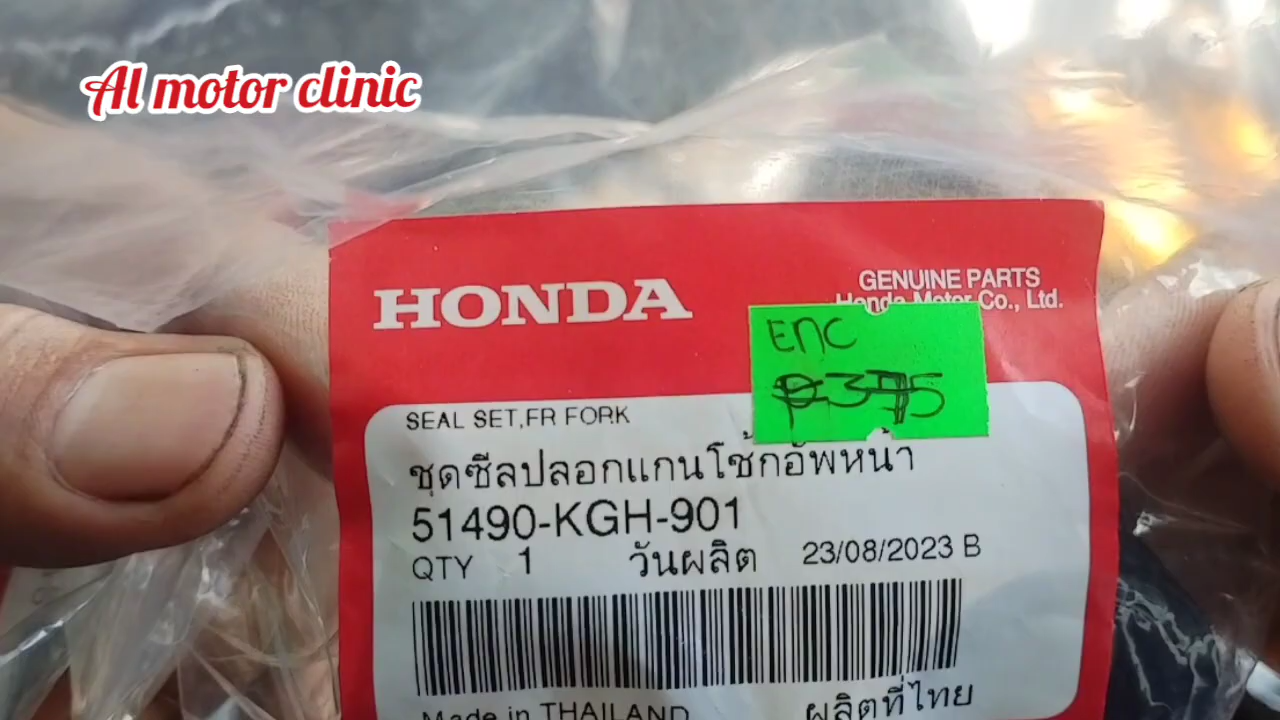 Al motor clinic
HONDA
GENUINE PARTS
Honda Motor Co., Ltd.
ENC
₱375
SEAL SET,FR FORK
ชุดซีลปลอกแกนโช้กอัพหน้า
51490-KGH-901
QTY 1 วันผลิต 23/08/2023 B
Made in THAILAND ผลิตที่ไทย